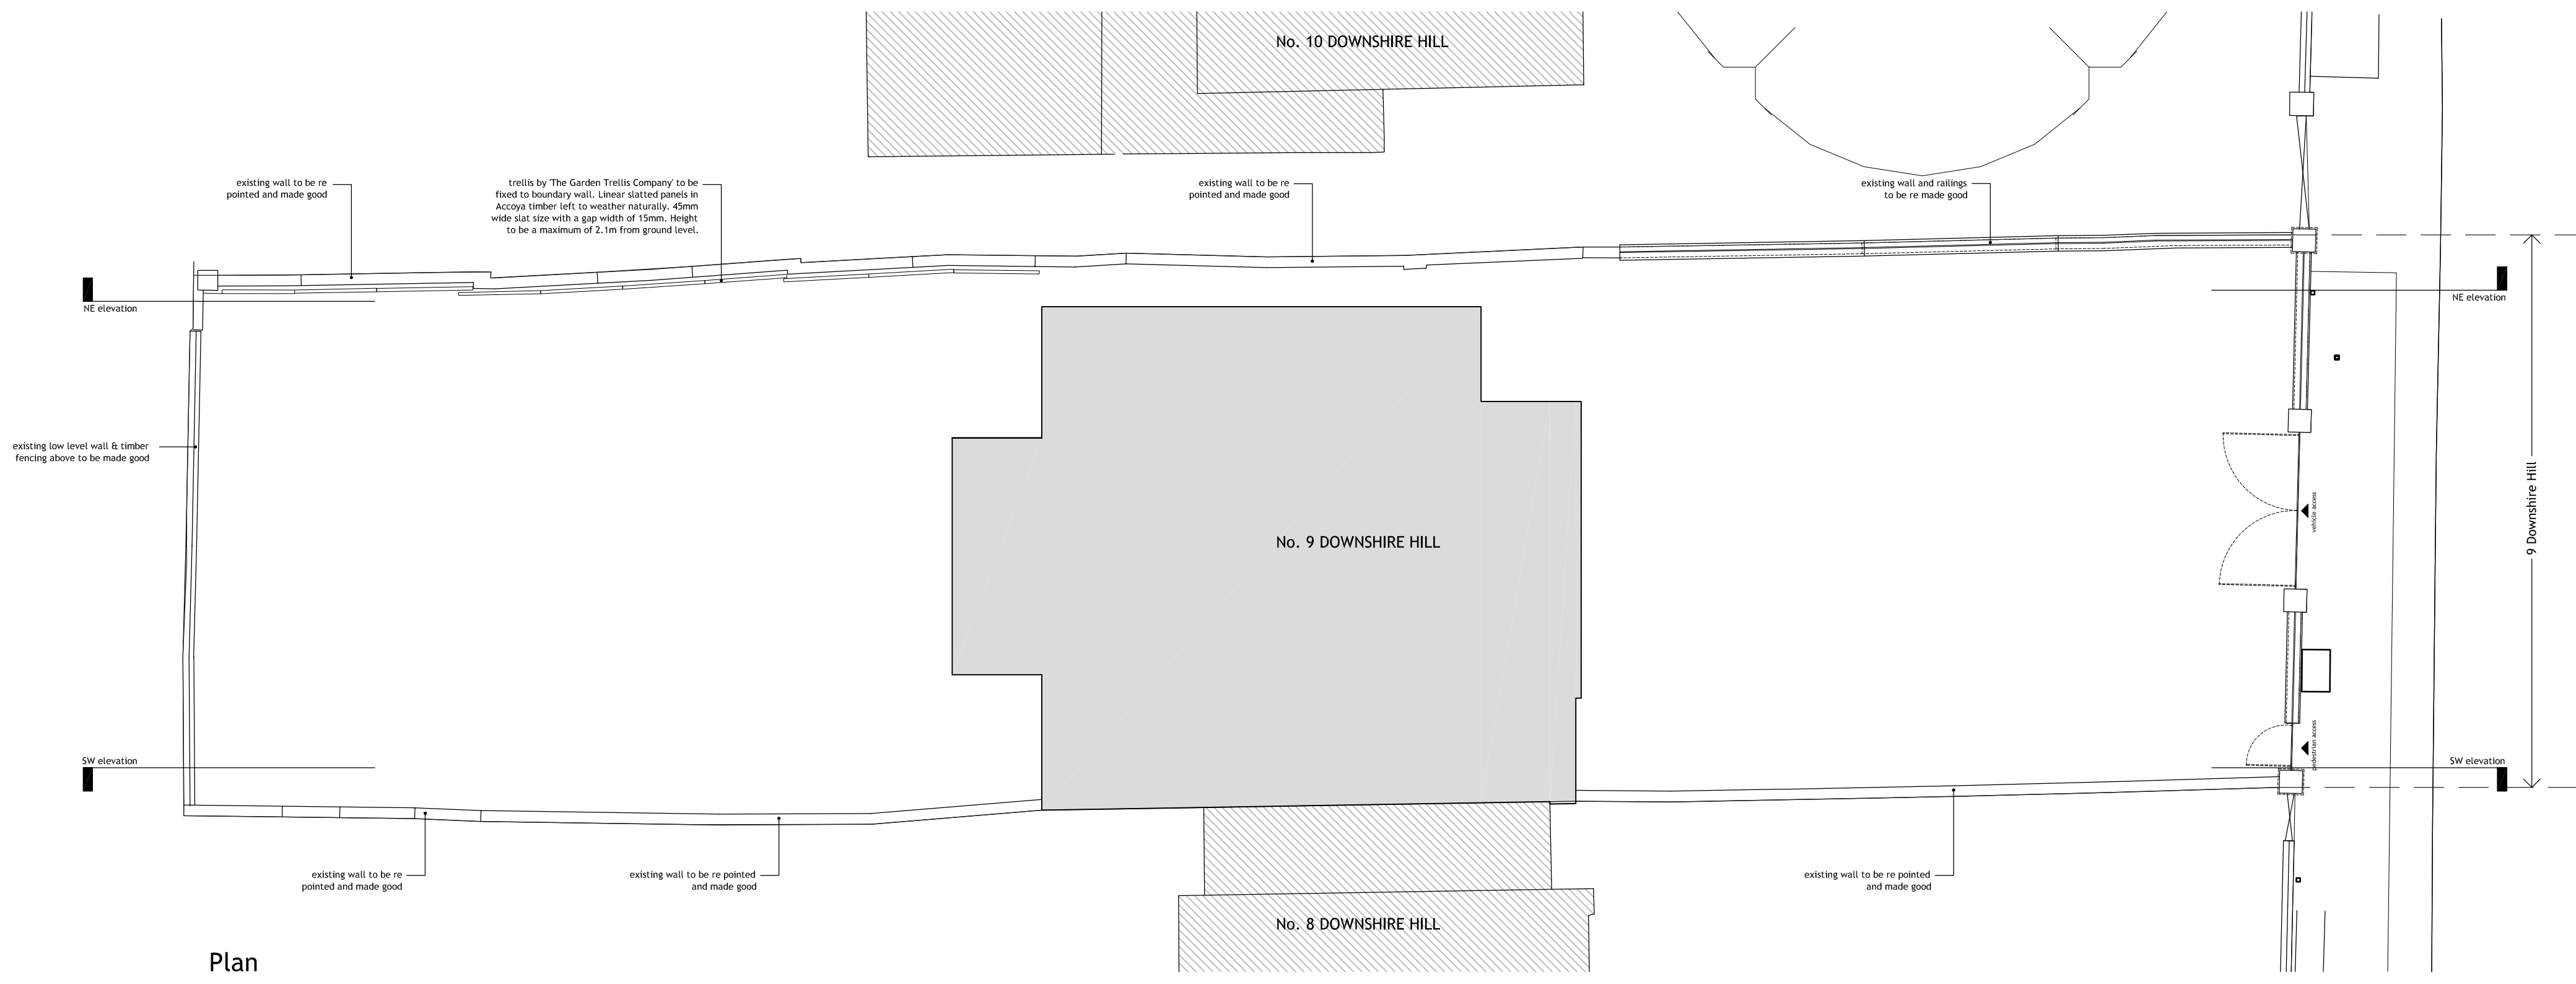 No. 10 DOWNSHIRE HILL
existing wall to be re
pointed and made good
trellis by 'The Garden Trellis Company' to be
fixed to boundary wall. Linear slatted panels in
Accoya timber left to weather naturally. 45mm
wide slat size with a gap width of 15mm. Height
to be a maximum of 2.1m from ground level.
existing wall to be re
pointed and made good
existing wall and railings
to be re made good
NE elevation
NE elevation
existing low level wall & timber
fencing above to be made good
No. 9 DOWNSHIRE HILL
vehicle access
9 Downshire Hill
pedestrian access
SW elevation
SW elevation
existing wall to be re
pointed and made good
existing wall to be re pointed
and made good
existing wall to be re pointed
and made good
No. 8 DOWNSHIRE HILL
Plan